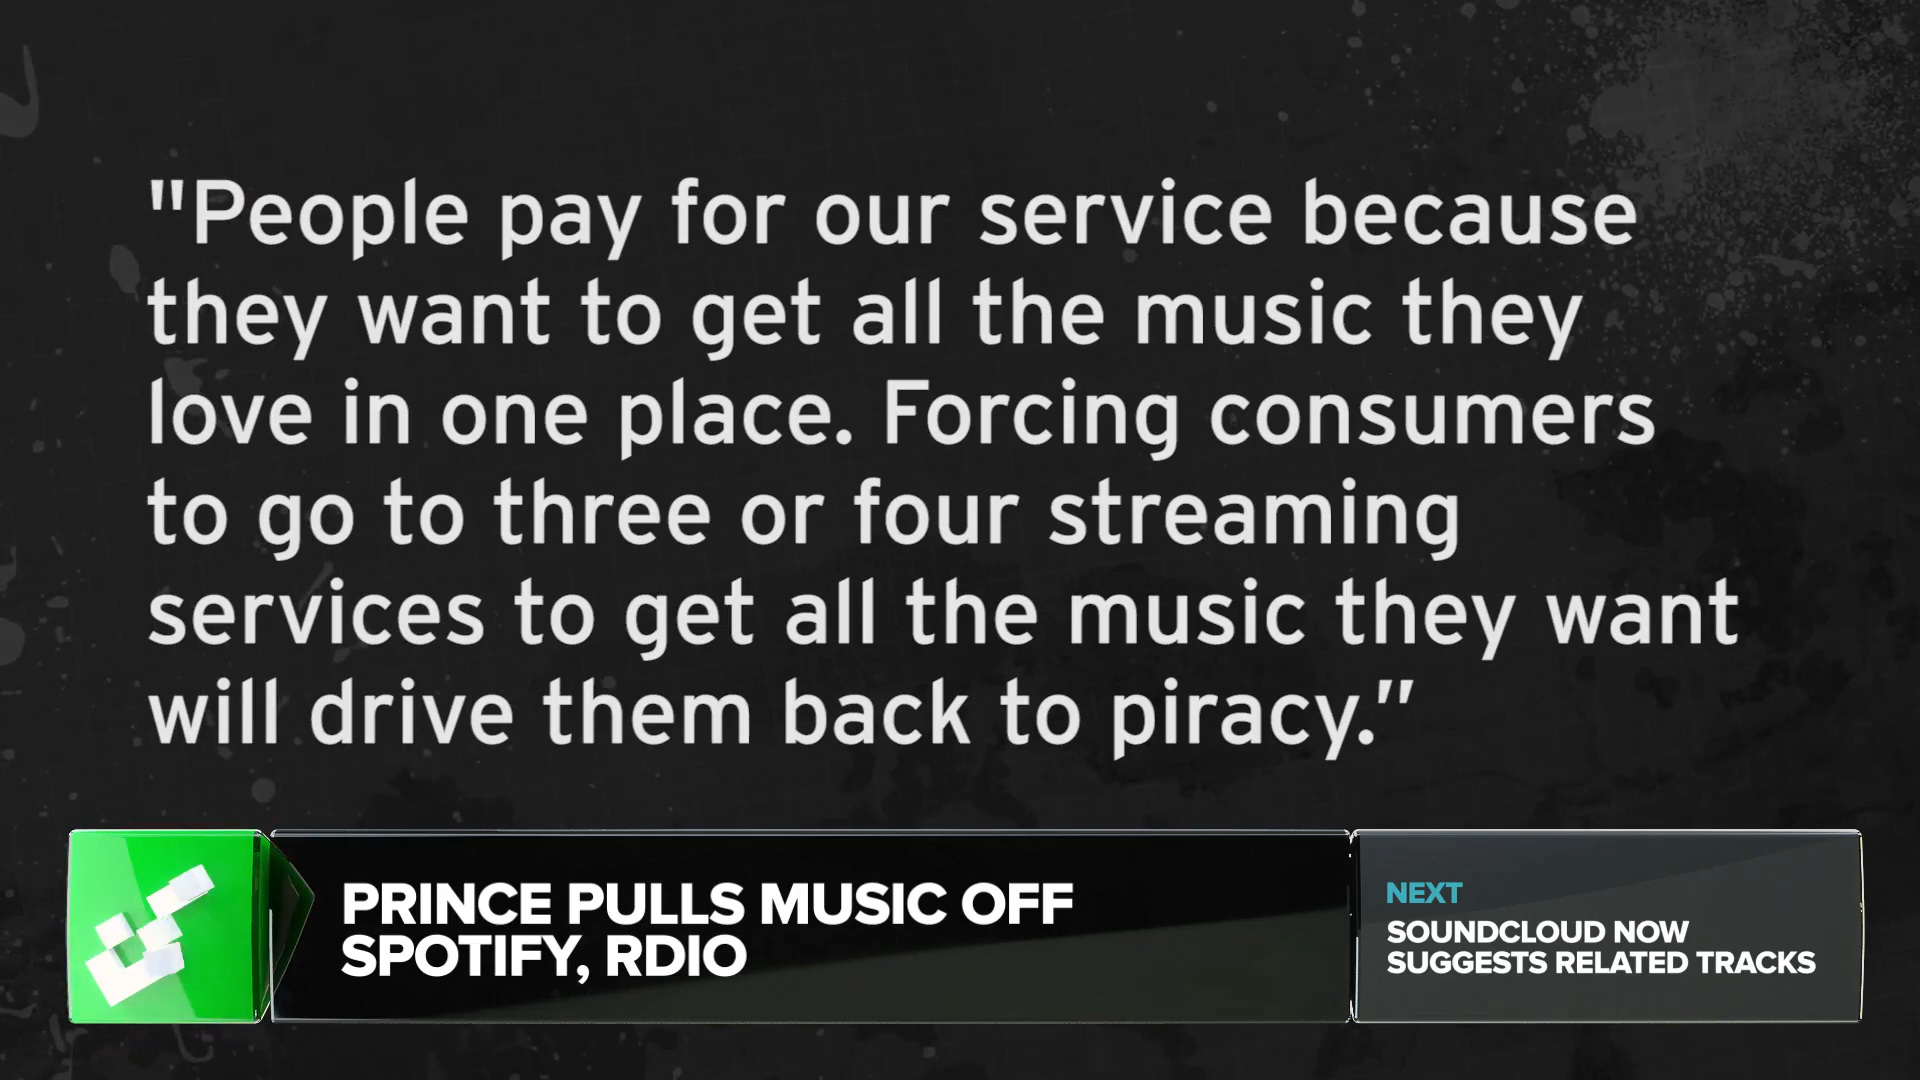 "People pay for our service because
they want to get all the music they
love in one place. Forcing consumers
to go to three or four streaming
services to get all the music they want
will drive them back to piracy.”
PRINCE PULLS MUSIC OFF
SPOTIFY, RDIO
NEXT
SOUNDCLOUD NOW
SUGGESTS RELATED TRACKS